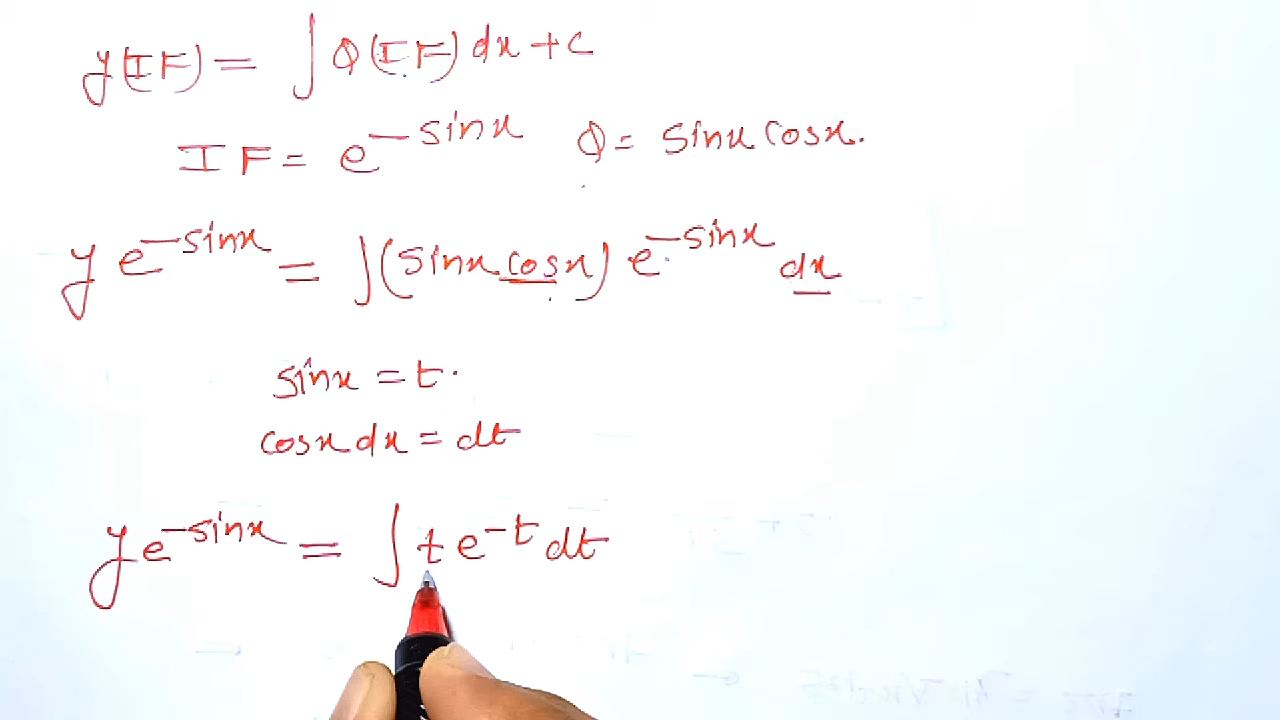 y(IF) = ∫ Q(IF) dx + c
IF = e^{-sinx} Q = sinx cosx.
y e^{-sinx} = ∫(sinx cosx) e^{-sinx} dx
sinx = t.
cosx dx = dt
y e^{-sinx} = ∫ t e^{-t} dt